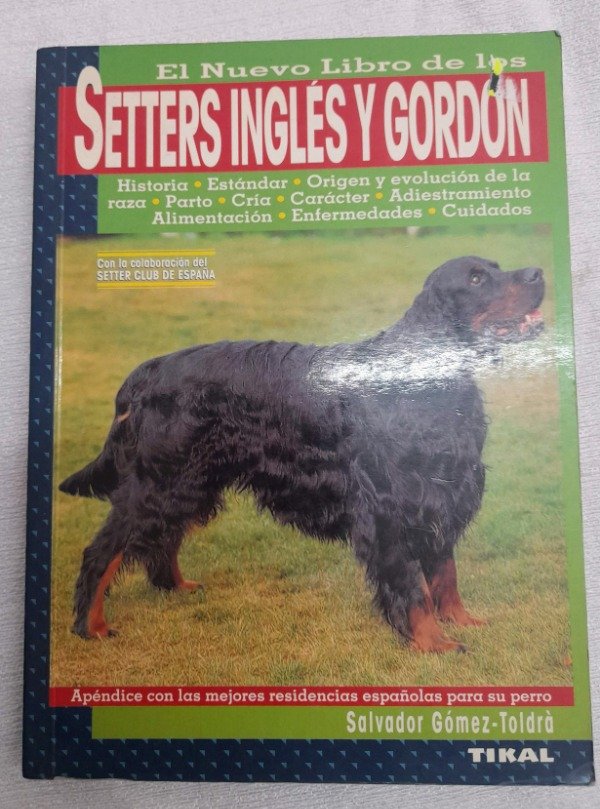 El Nuevo Libro de los
SETTERS INGLÉS Y GORDON
Historia • Estándar • Origen y evolución de la
raza • Parto • Cría • Carácter • Adiestramiento
Alimentación • Enfermedades • Cuidados
Con la colaboración del
SETTER CLUB DE ESPAÑA
Apéndice con las mejores residencias españolas para su perro
Salvador Gómez-Toldrà
TIKAL